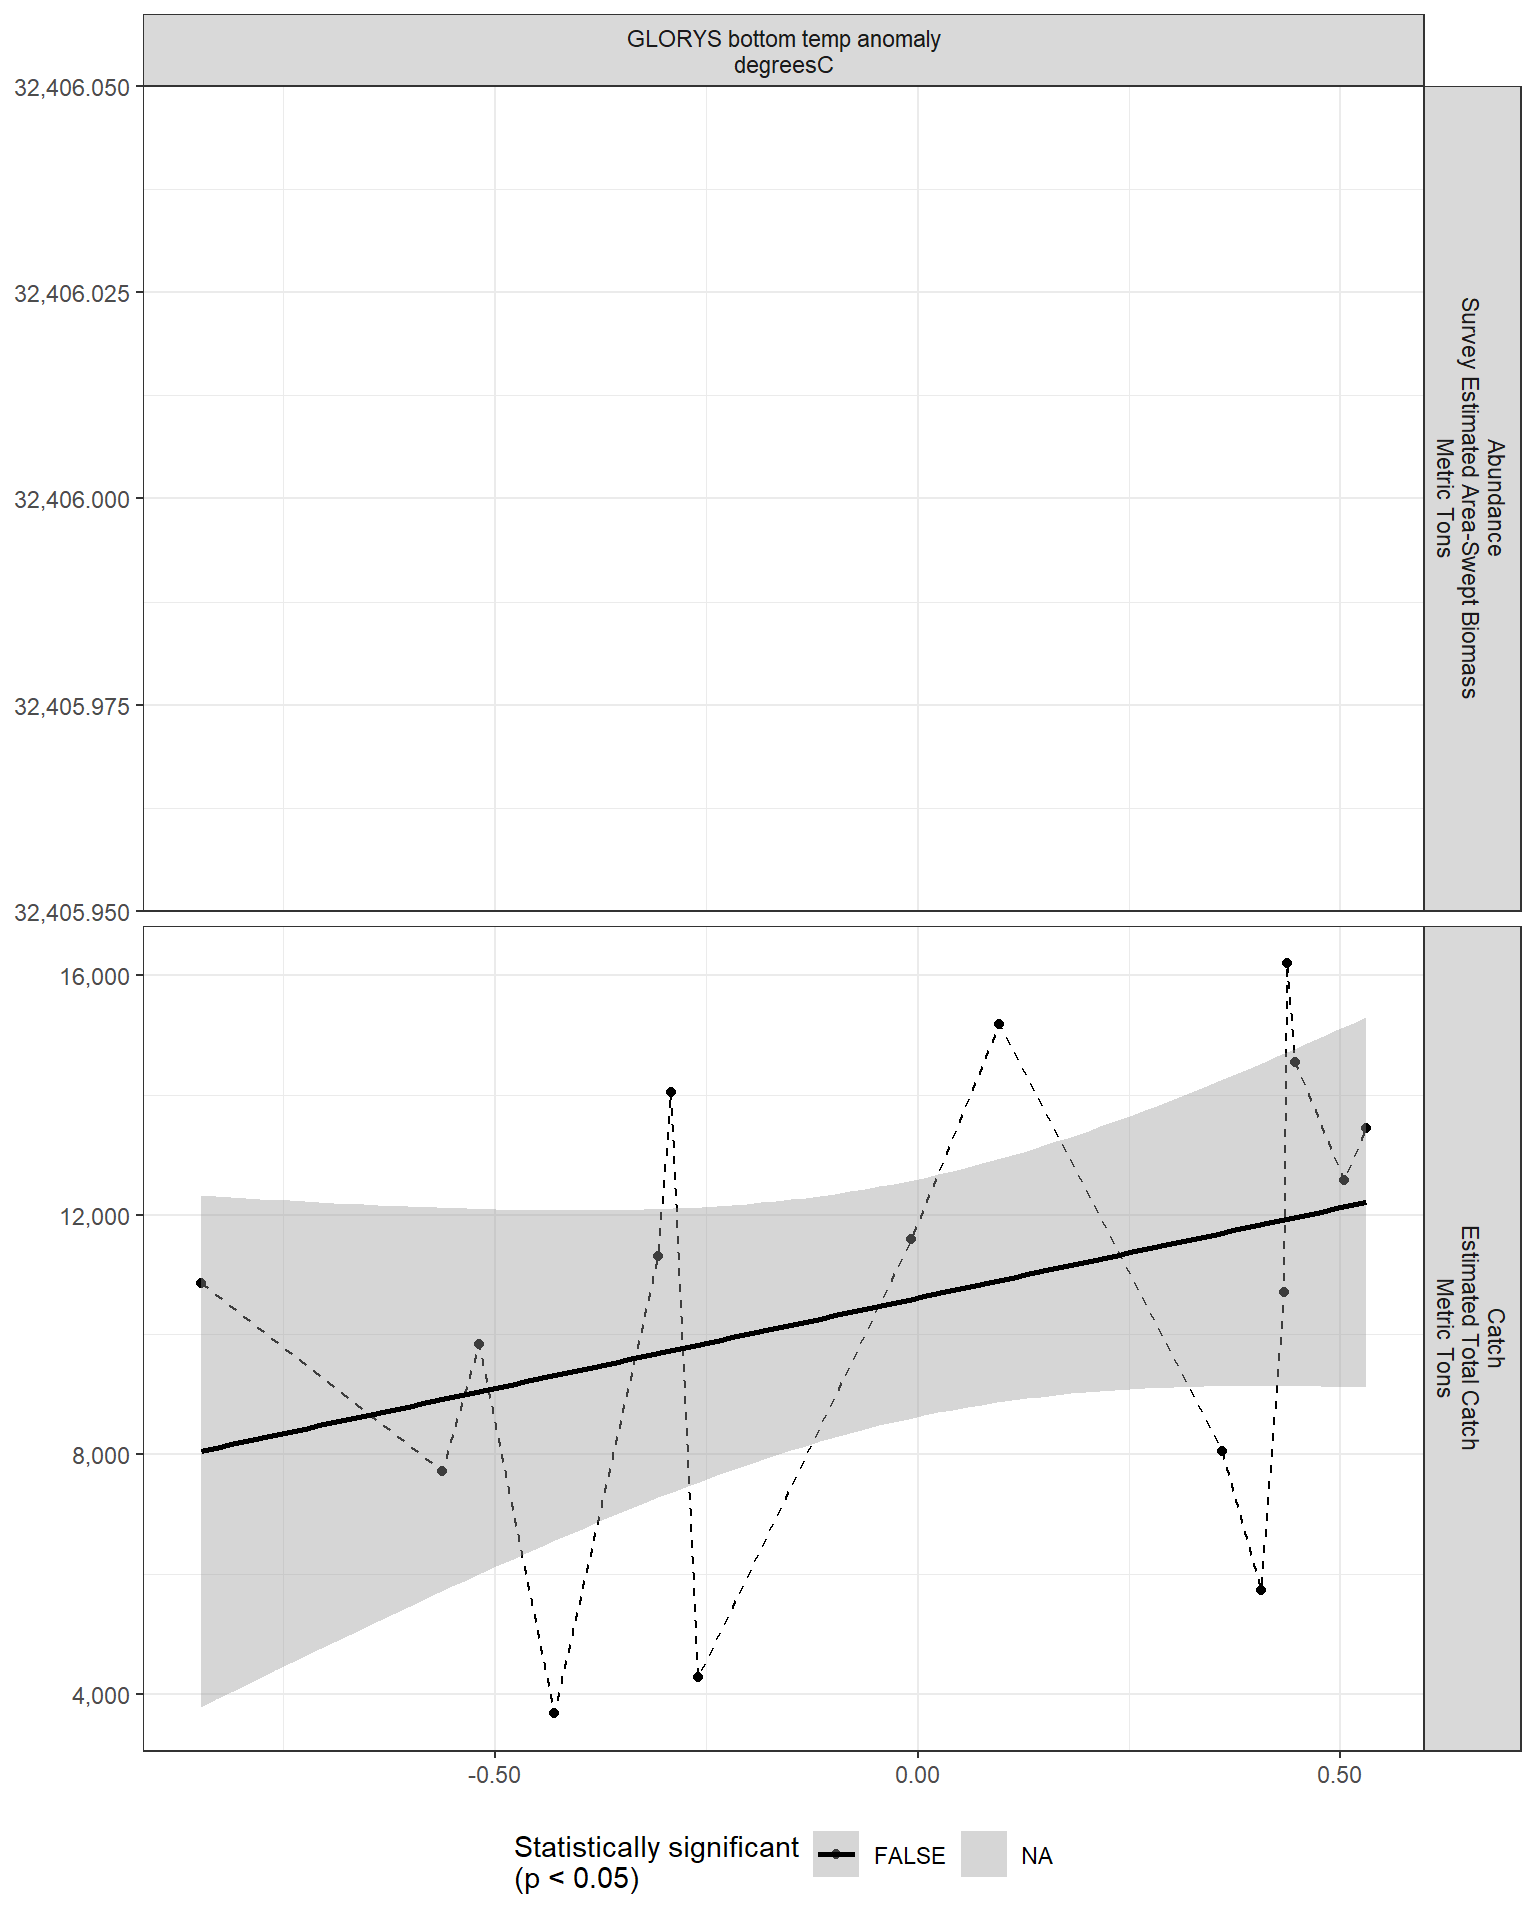 GLORYS bottom temp anomaly
degreesC
32,406.050
32,406.025
32,406.000
32,405.975
32,405.950
Abundance
Survey Estimated Area-Swept Biomass
Metric Tons
16,000
12,000
8,000
4,000
Catch
Estimated Total Catch
Metric Tons
-0.50
0.00
0.50
Statistically significant
(p < 0.05)
FALSE
NA